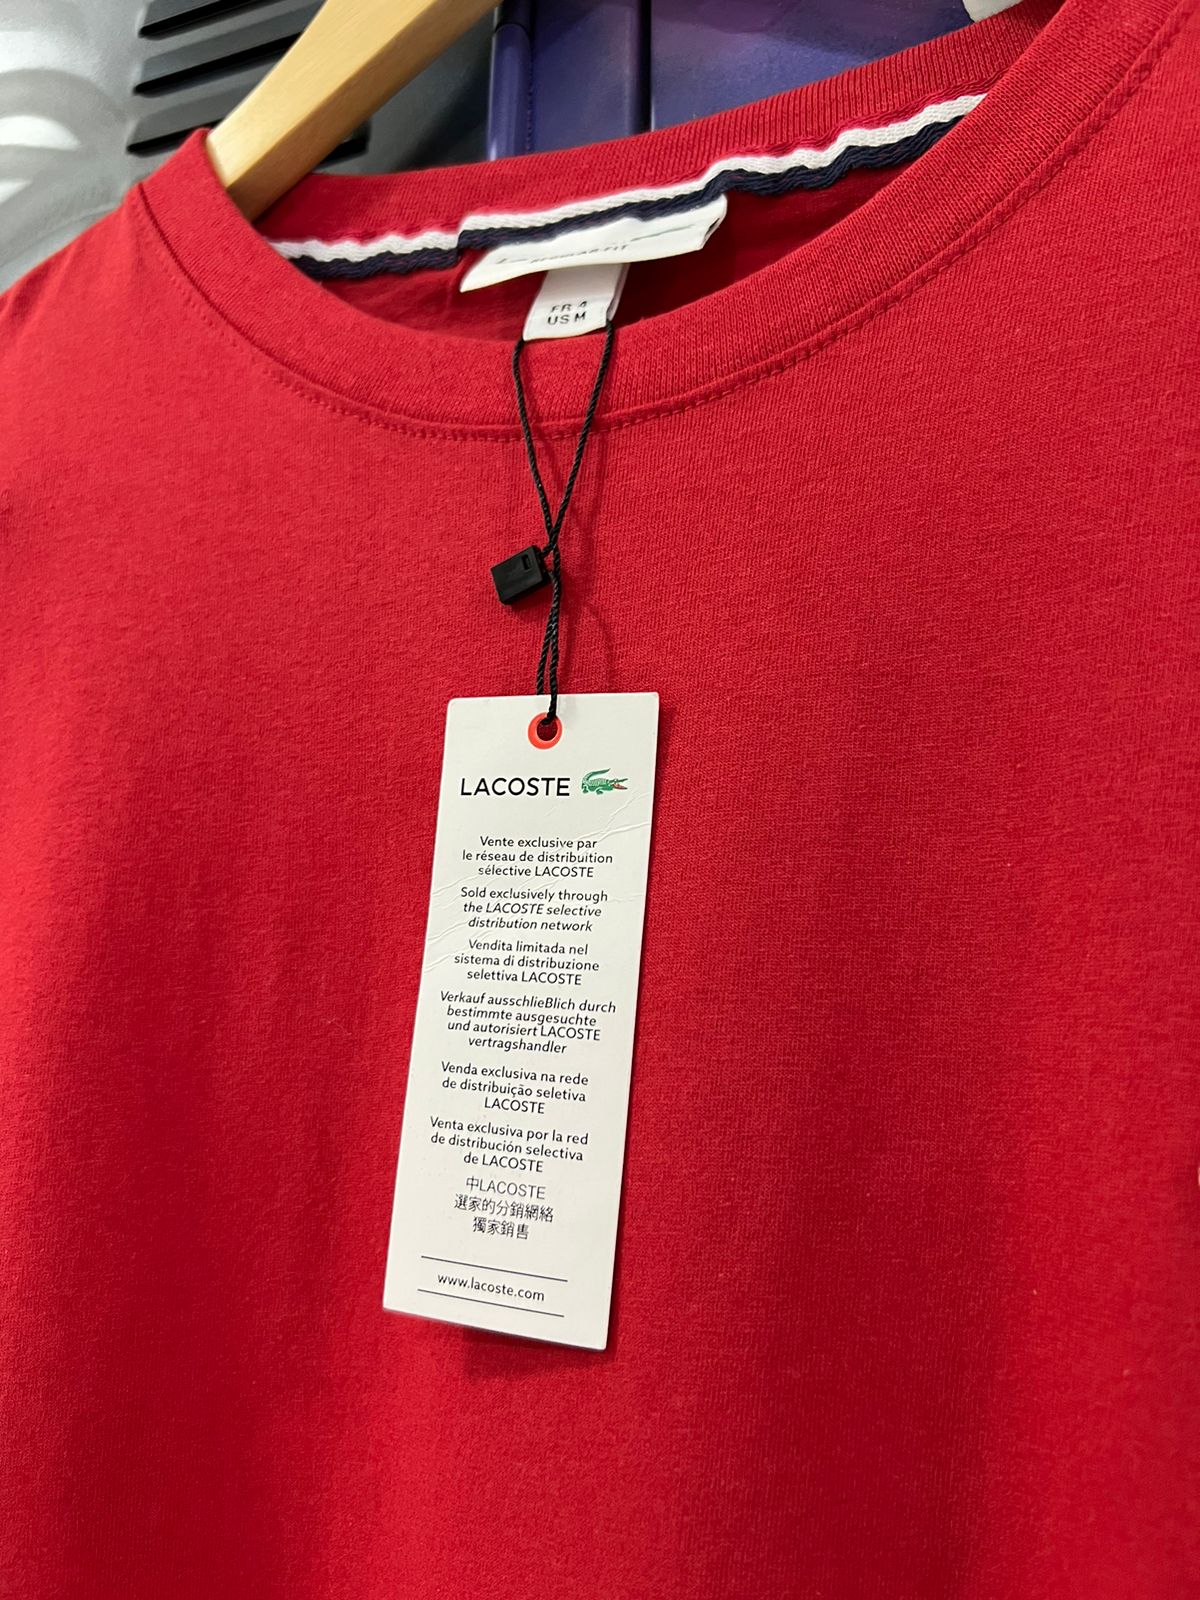 REGULAR FIT
FR 4
US M
LACOSTE
Vente exclusive par
le réseau de distribuition
sélective LACOSTE
Sold exclusively through
the LACOSTE selective
distribution network
Vendita limitada nel
sistema di distribuzione
selettiva LACOSTE
Verkauf ausschlieBlich durch
bestimmte ausgesuchte
und autorisiert LACOSTE
vertragshandler
Venda exclusiva na rede
de distribuição seletiva
LACOSTE
Venta exclusiva por la red
de distribución selectiva
de LACOSTE
中LACOSTE
選家的分銷網絡
獨家銷售
www.lacoste.com